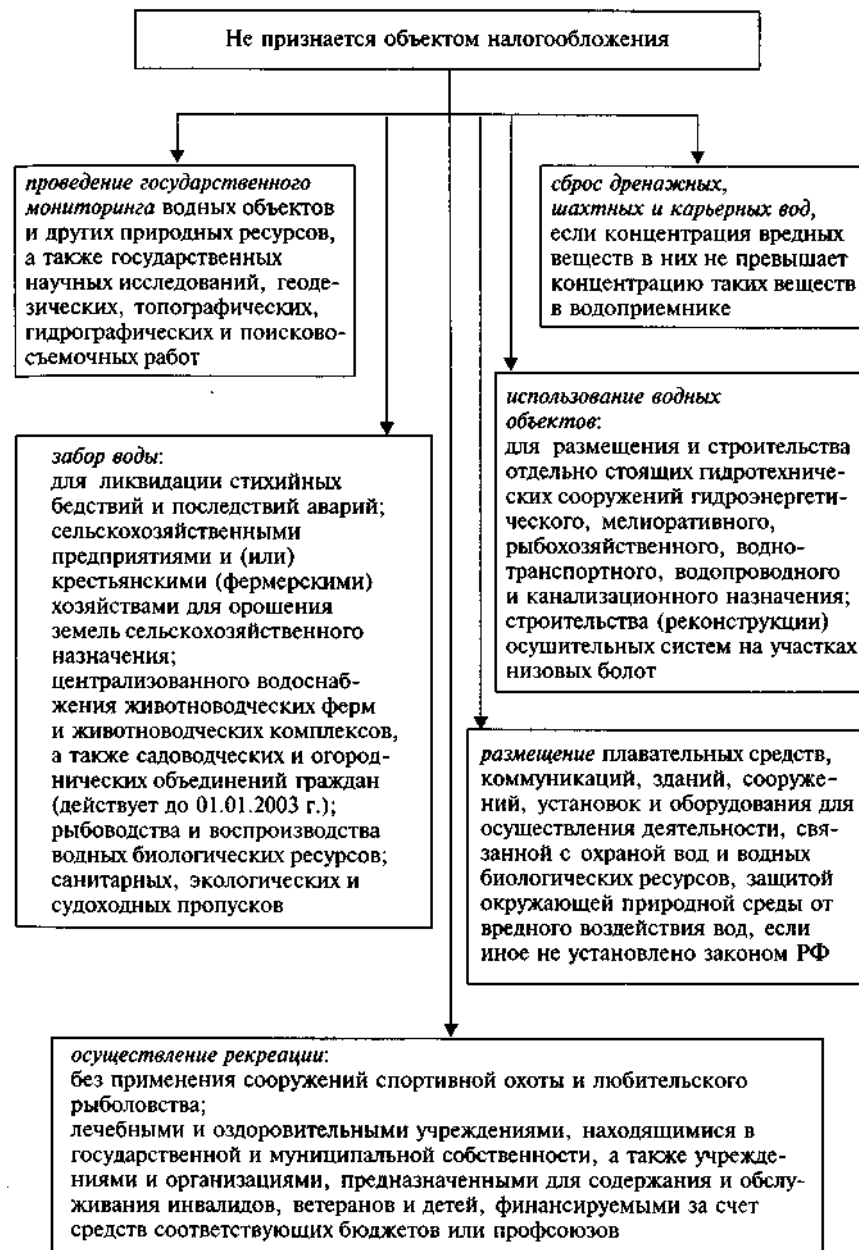 Не признается объектом налогообложения
проведение государственного
мониторинга водных объектов
и других природных ресурсов,
а также государственных
научных исследований, геоде-
зических, топографических,
гидрографических и поисково-
съемочных работ
сброс дренажных,
шахтных и карьерных вод,
если концентрация вредных
веществ в них не превышает
концентрацию таких веществ
в водоприемнике
забор воды:
для ликвидации стихийных
бедствий и последствий аварий;
сельскохозяйственными
предприятиями и (или)
крестьянскими (фермерскими)
хозяйствами для орошения
земель сельскохозяйственного
назначения;
централизованного водоснаб-
жения животноводческих ферм
и животноводческих комплексов,
а также садоводческих и огород-
нических объединений граждан
(действует до 01.01.2003 г.);
рыбоводства и воспроизводства
водных биологических ресурсов;
санитарных, экологических и
судоходных пропусков
использование водных
объектов:
для размещения и строительства
отдельно стоящих гидротехниче-
ских сооружений гидроэнергети-
ческого, мелиоративного,
рыбохозяйственного, водно-
транспортного, водопроводного
и канализационного назначения;
строительства (реконструкции)
осушительных систем на участках
низовых болот
размещение плавательных средств,
коммуникаций, зданий, сооруже-
ний, установок и оборудования для
осуществления деятельности, свя-
занной с охраной вод и водных
биологических ресурсов, защитой
окружающей природной среды от
вредного воздействия вод, если
иное не установлено законом РФ
осуществление рекреации:
без применения сооружений спортивной охоты и любительского
рыболовства;
лечебными и оздоровительными учреждениями, находящимися в
государственной и муниципальной собственности, а также учрежде-
ниями и организациями, предназначенными для содержания и обслу-
живания инвалидов, ветеранов и детей, финансируемыми за счет
средств соответствующих бюджетов или профсоюзов